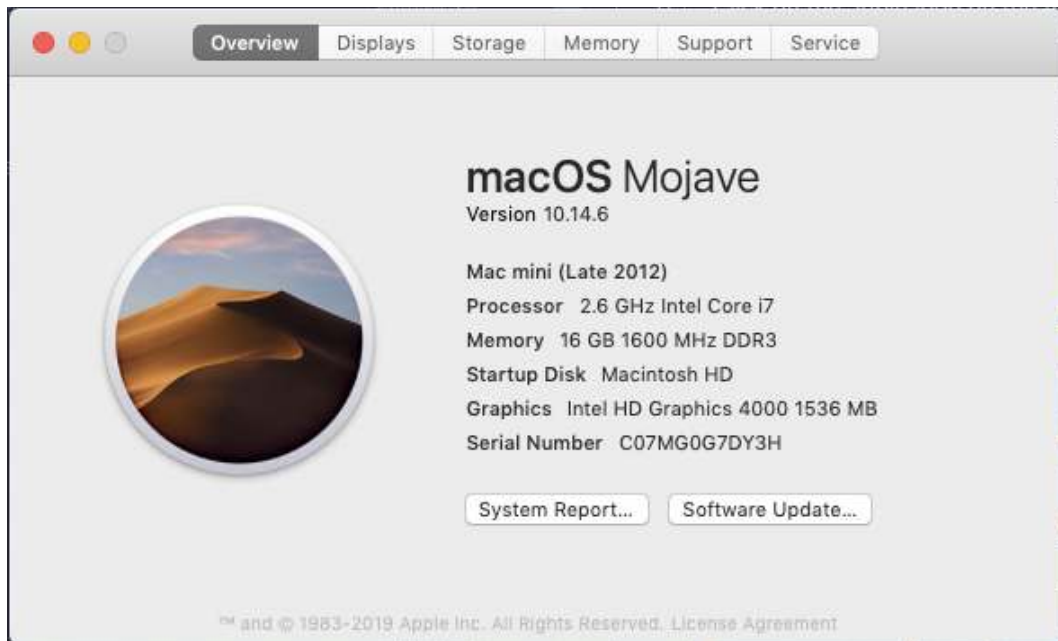 Overview Displays Storage Memory Support Service
macOS Mojave
Version 10.14.6
Mac mini (Late 2012)
Processor 2.6 GHz Intel Core i7
Memory 16 GB 1600 MHz DDR3
Startup Disk Macintosh HD
Graphics Intel HD Graphics 4000 1536 MB
Serial Number C07MG0G7DY3H
System Report... Software Update...
™ and © 1983-2019 Apple Inc. All Rights Reserved. License Agreement